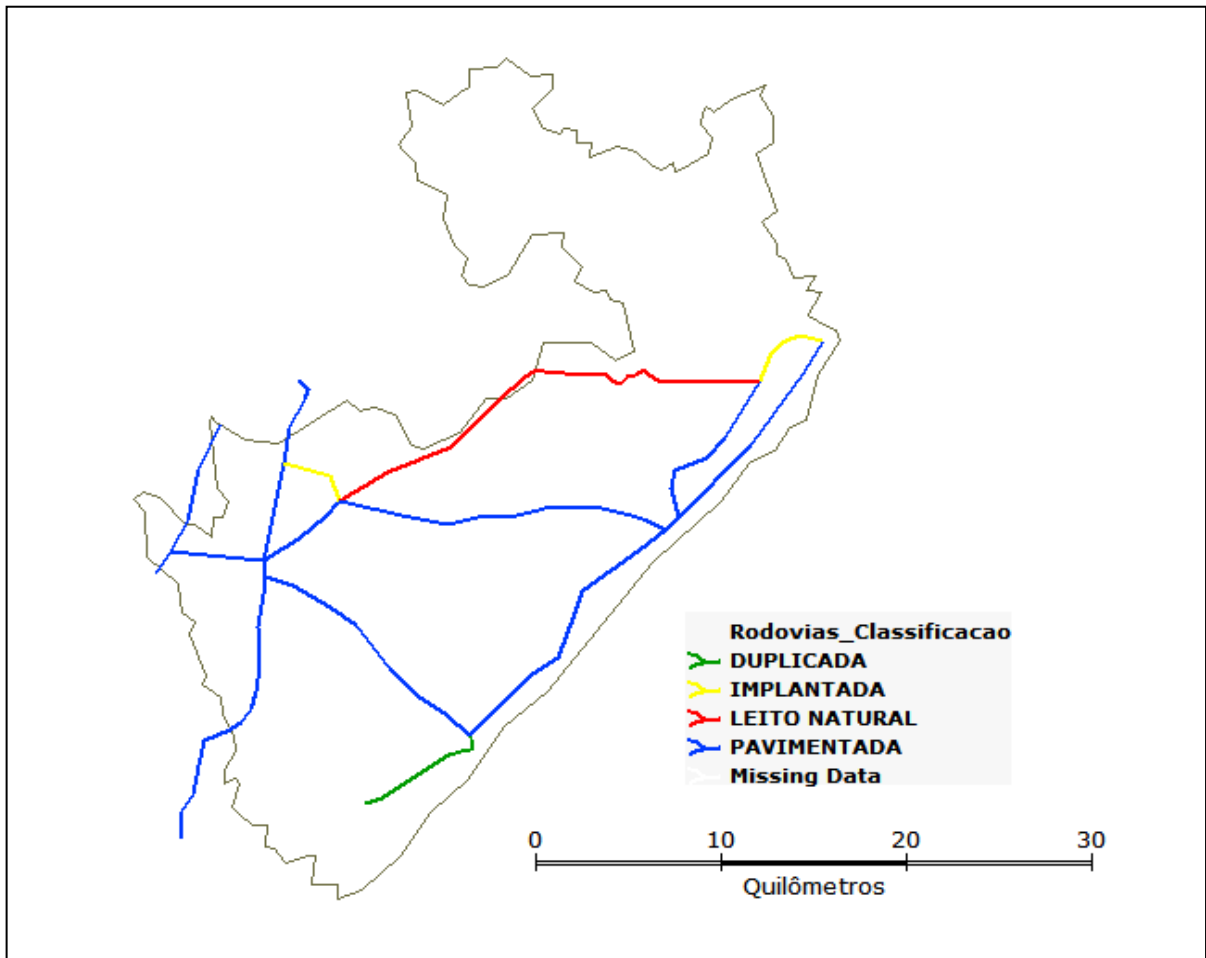 Rodovias_Classificacao
DUPLICADA
IMPLANTADA
LEITO NATURAL
PAVIMENTADA
Missing Data
0 10 20 30
Quilômetros